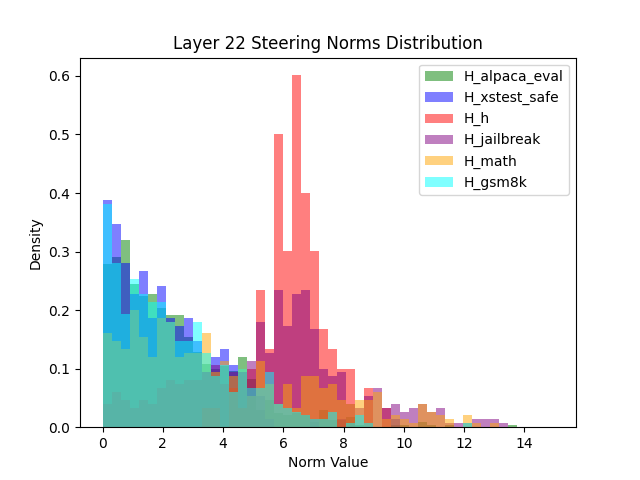 Layer 22 Steering Norms Distribution
H_alpaca_eval
H_xstest_safe
H_h
H_jailbreak
H_math
H_gsm8k
0.6
0.5
0.4
0.3
0.2
0.1
0.0
Density
0 2 4 6 8 10 12 14
Norm Value